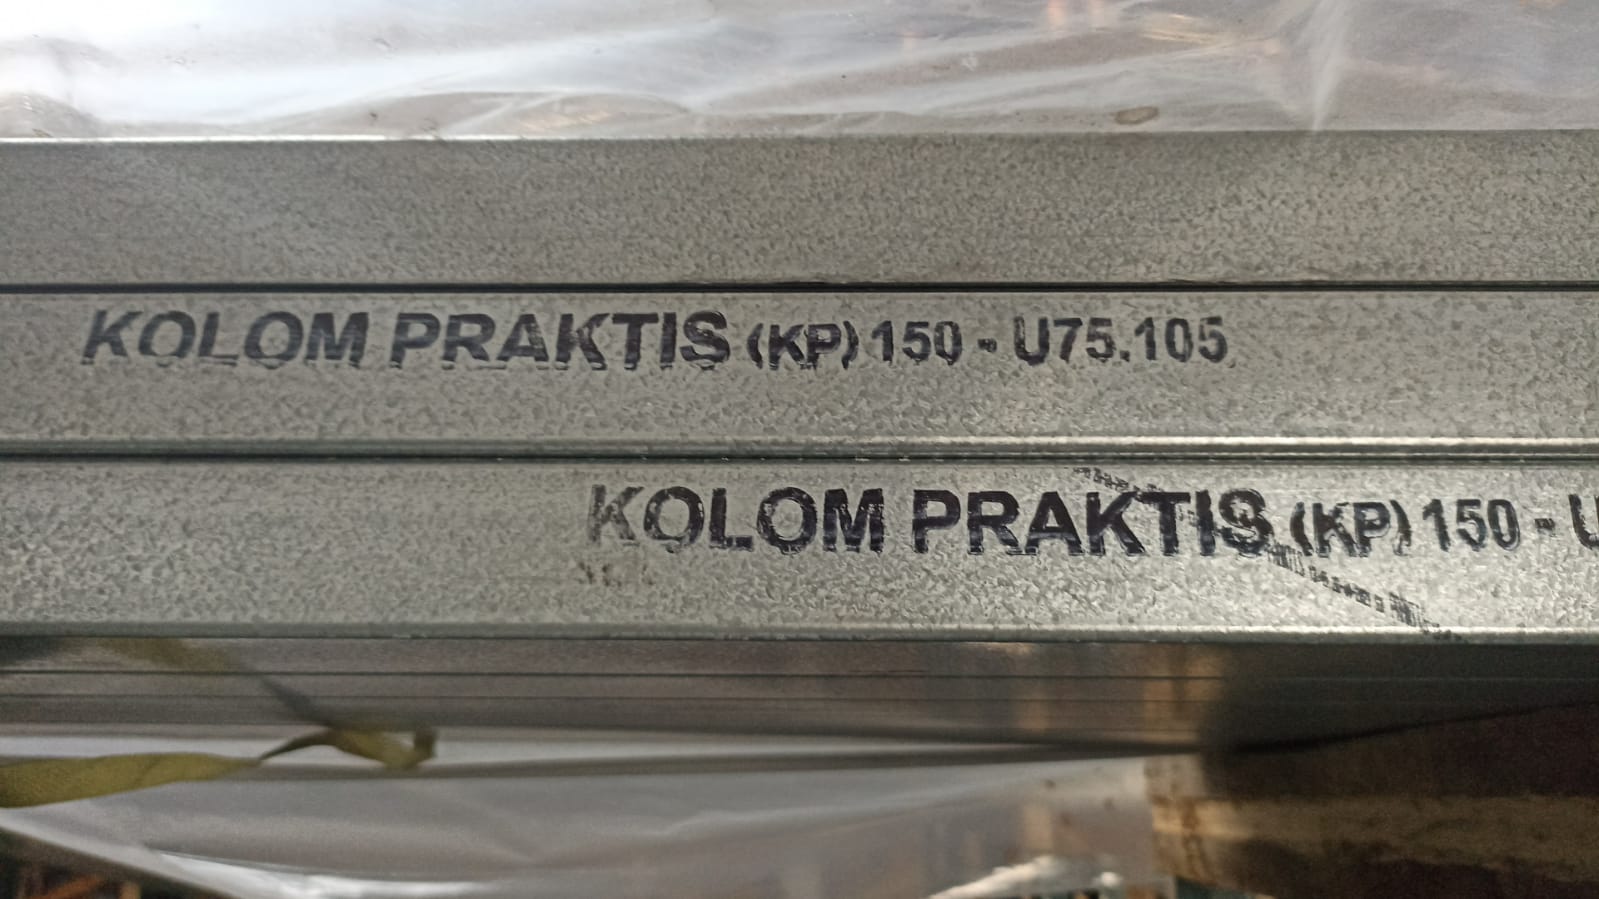 KOLOM PRAKTIS (KP) 150 - U75.105
KOLOM PRAKTIS (KP) 150 - U